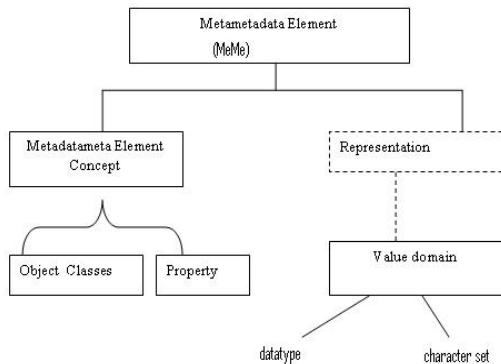 Metametadata Element
(MeMe)
Metadatameta Element
Concept
Representation
Object Classes
Property
Value domain
datatype
character set